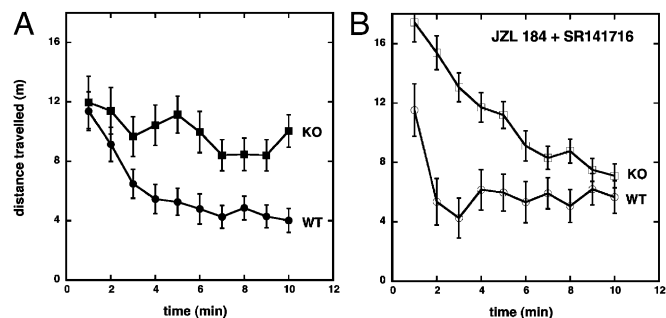 A
distance travelled (m)
16
12
8
4
0
KO
WT
0 2 4 6 8 10 12
time (min)
B
JZL 184 + SR141716
16
12
8
4
0
KO
WT
0 2 4 6 8 10 12
time (min)